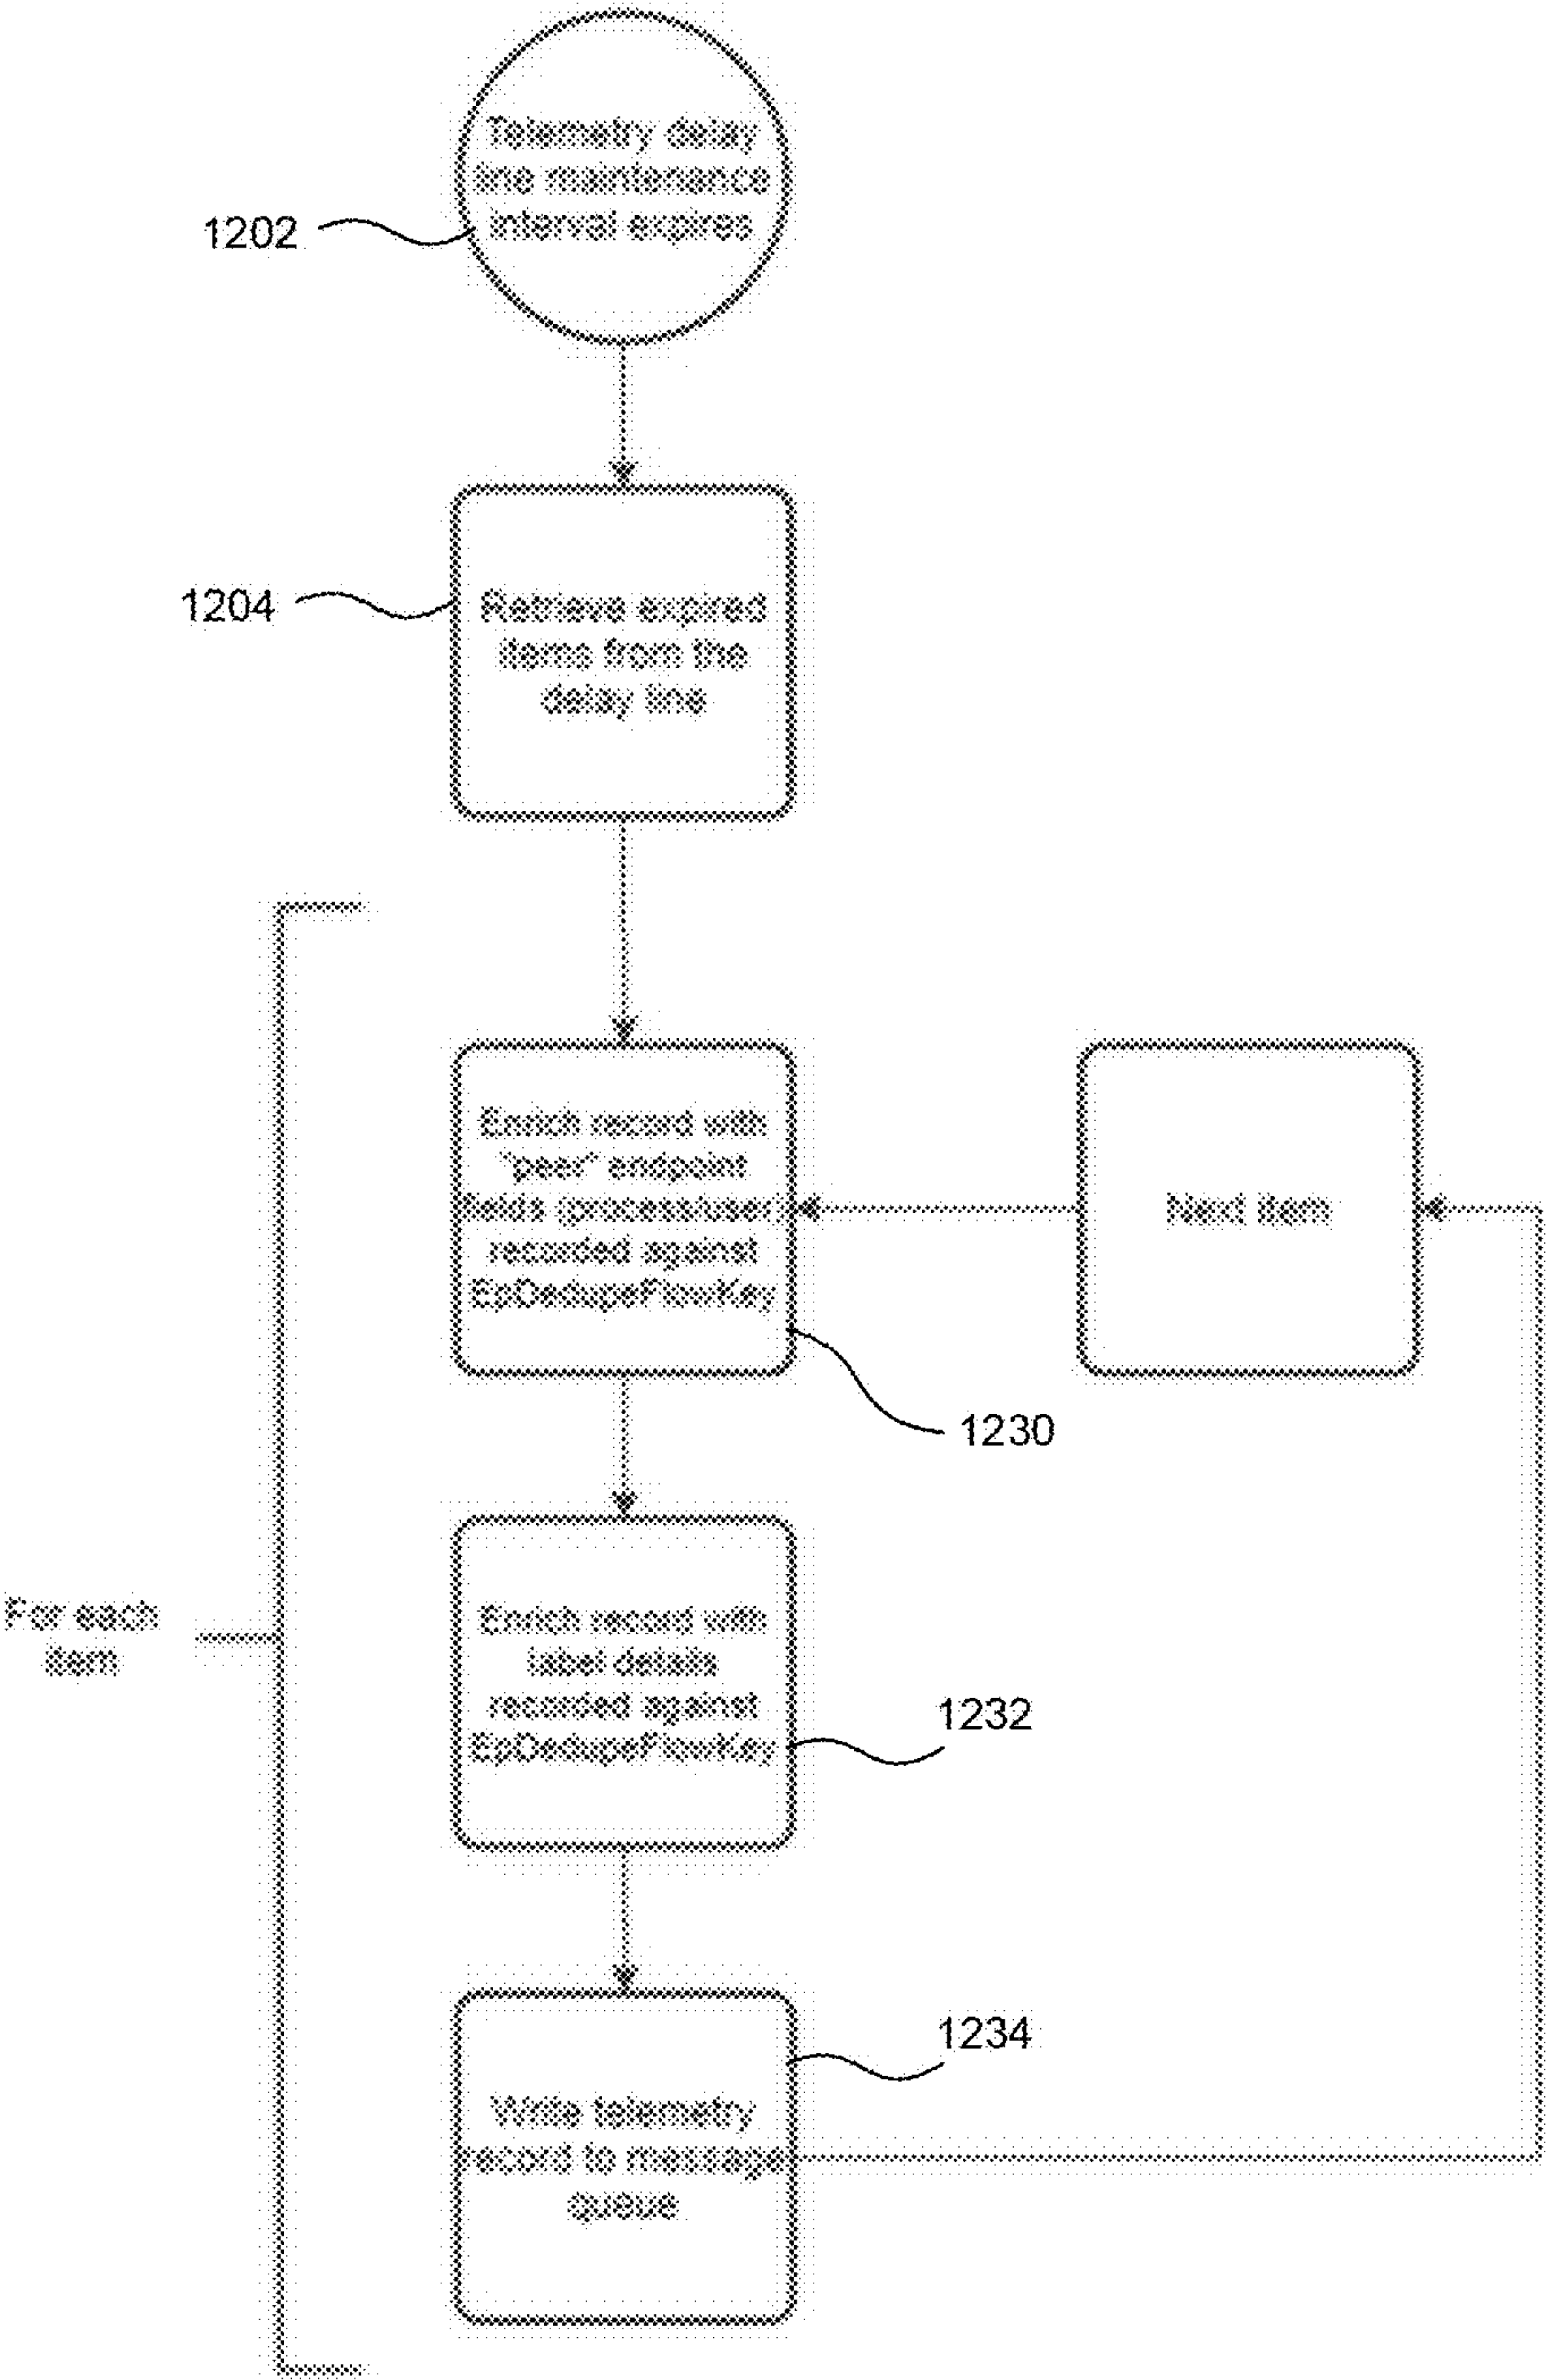 Telemetry delay
line maintenance
interval expires
1202
1204
Retrieve expired
items from the
delay line
Enrich record with
"peer" endpoint
fields (process/user)
recorded against
EpDedupeFlowKey
Next item
1230
For each
item
Enrich record with
label details
recorded against
EpDedupeFlowKey
1232
1234
Write telemetry
record to message
queue